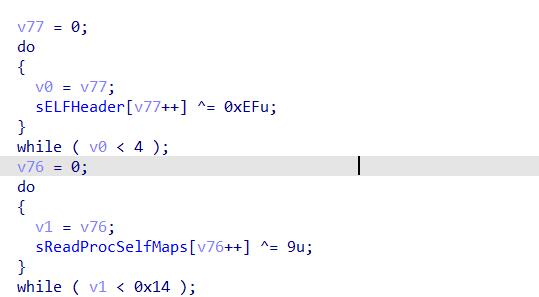 v77 = 0;
do
{
v0 = v77;
sELFHeader[v77++] ^= 0xEFu;
}
while ( v0 < 4 );
v76 = 0;
do
{
v1 = v76;
sReadProcSelfMaps[v76++] ^= 9u;
}
while ( v1 < 0x14 );